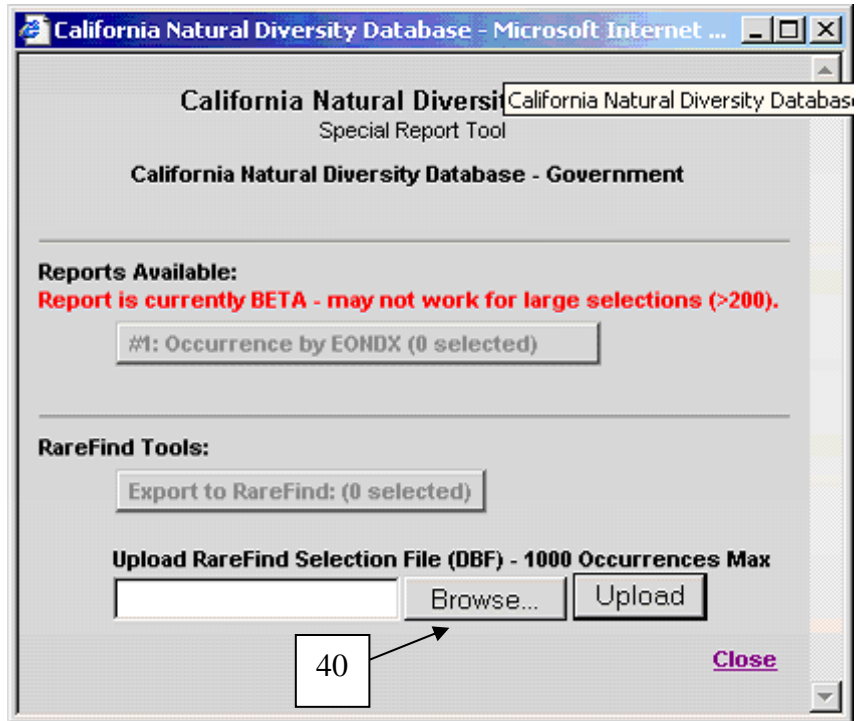 California Natural Diversity Database - Microsoft Internet ...
California Natural Diversit
California Natural Diversity Databas
Special Report Tool
California Natural Diversity Database - Government
Reports Available:
Report is currently BETA - may not work for large selections (>200).
#1: Occurrence by EONDX (0 selected)
RareFind Tools:
Export to RareFind: (0 selected)
Upload RareFind Selection File (DBF) - 1000 Occurrences Max
Browse... Upload
40
Close